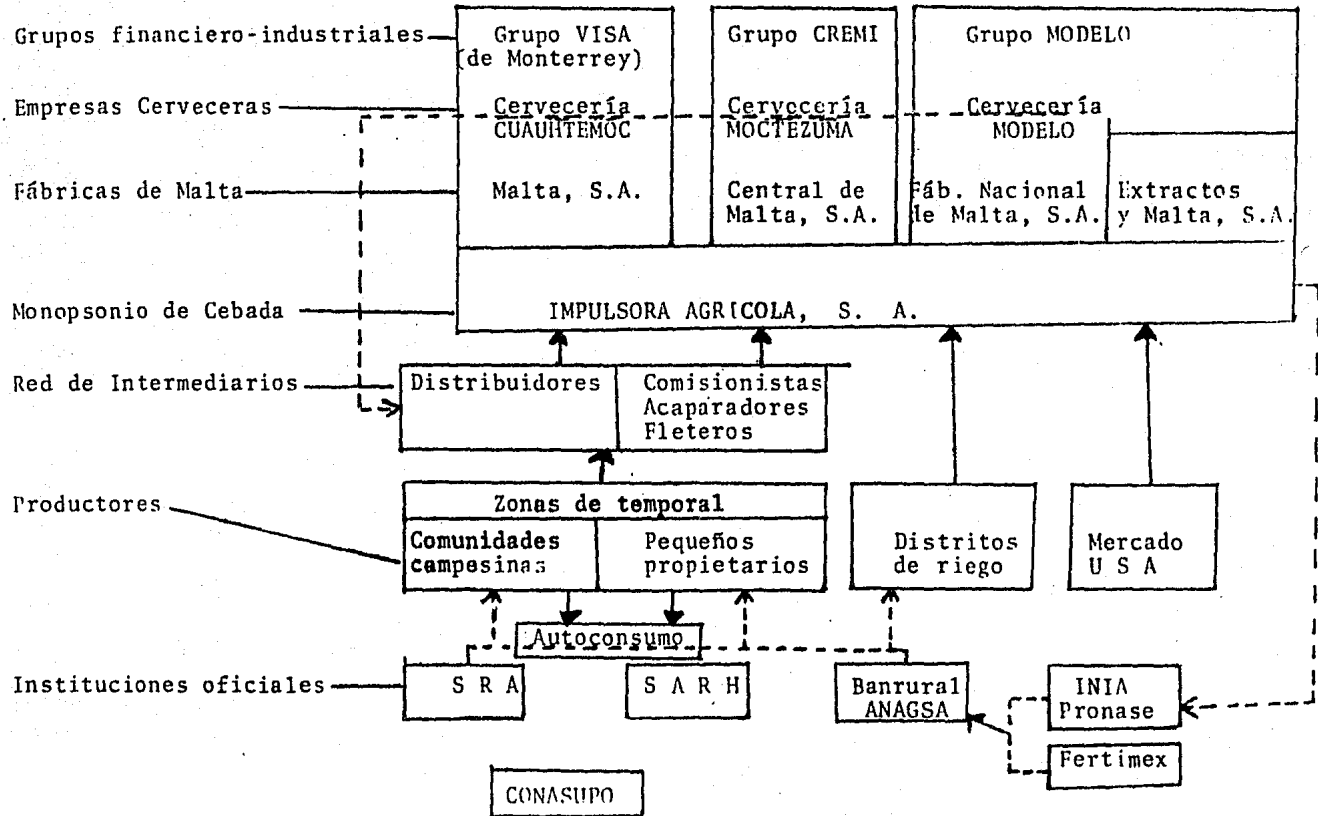 Grupos financiero-industriales
Grupo VISA
(de Monterrey)
Grupo CREMI
Grupo MODELO
Empresas Cerveceras
Cervecería
CUAUHTEMOC
Cervecería
MOCTEZUMA
Cervecería
MODELO
Fábricas de Malta
Malta, S.A.
Central de
Malta, S.A.
Fáb. Nacional
de Malta, S.A.
Extractos
y Malta, S.A.
Monopsonio de Cebada
IMPULSORA AGRICOLA, S. A.
Red de Intermediarios
Distribuidores
Comisionistas
Acaparadores
Fleteros
Productores
Zonas de temporal
Comunidades
campesinas
Pequeños
propietarios
Distritos
de riego
Mercado
U S A
Autoconsumo
Instituciones oficiales
S R A
S A R H
Banrural
ANAGSA
INIA
Pronase
Fertimex
CONASUPO